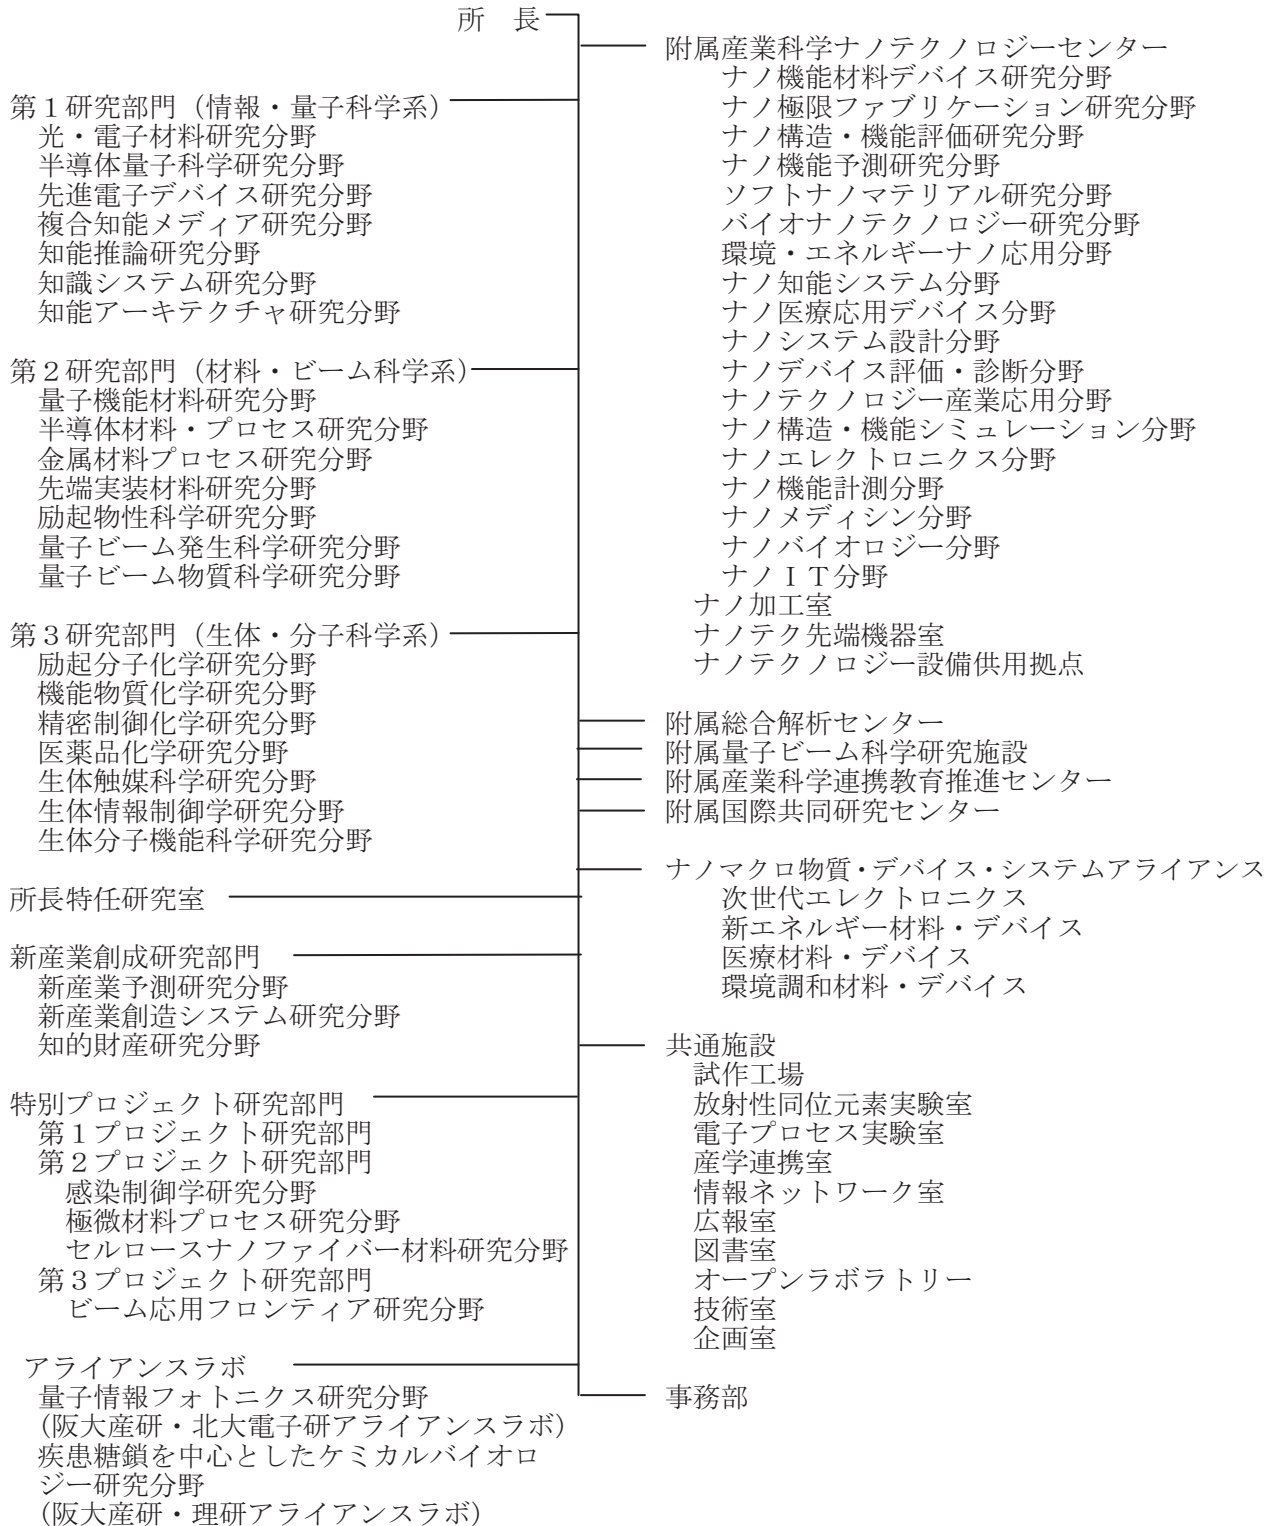 所　長
第１研究部門（情報・量子科学系）
光・電子材料研究分野
半導体量子科学研究分野
先進電子デバイス研究分野
複合知能メディア研究分野
知能推論研究分野
知識システム研究分野
知能アーキテクチャ研究分野
第２研究部門（材料・ビーム科学系）
量子機能材料研究分野
半導体材料・プロセス研究分野
金属材料プロセス研究分野
先端実装材料研究分野
励起物性科学研究分野
量子ビーム発生科学研究分野
量子ビーム物質科学研究分野
第３研究部門（生体・分子科学系）
励起分子化学研究分野
機能物質化学研究分野
精密制御化学研究分野
医薬品化学研究分野
生体触媒科学研究分野
生体情報制御学研究分野
生体分子機能科学研究分野
所長特任研究室
新産業創成研究部門
新産業予測研究分野
新産業創造システム研究分野
知的財産研究分野
特別プロジェクト研究部門
第１プロジェクト研究部門
第２プロジェクト研究部門
感染制御学研究分野
極微材料プロセス研究分野
セルロースナノファイバー材料研究分野
第３プロジェクト研究部門
ビーム応用フロンティア研究分野
アライアンスラボ
量子情報フォトニクス研究分野
（阪大産研・北大電子研アライアンスラボ）
疾患糖鎖を中心としたケミカルバイオロ
ジー研究分野
（阪大産研・理研アライアンスラボ）
附属産業科学ナノテクノロジーセンター
ナノ機能材料デバイス研究分野
ナノ極限ファブリケーション研究分野
ナノ構造・機能評価研究分野
ナノ機能予測研究分野
ソフトナノマテリアル研究分野
バイオナノテクノロジー研究分野
環境・エネルギーナノ応用分野
ナノ知能システム分野
ナノ医療応用デバイス分野
ナノシステム設計分野
ナノデバイス評価・診断分野
ナノテクノロジー産業応用分野
ナノ構造・機能シミュレーション分野
ナノエレクトロニクス分野
ナノ機能計測分野
ナノメディシン分野
ナノバイオロジー分野
ナノＩＴ分野
ナノ加工室
ナノテク先端機器室
ナノテクノロジー設備供用拠点
附属総合解析センター
附属量子ビーム科学研究施設
附属産業科学連携教育推進センター
附属国際共同研究センター
ナノマクロ物質・デバイス・システムアライアンス
次世代エレクトロニクス
新エネルギー材料・デバイス
医療材料・デバイス
環境調和材料・デバイス
共通施設
試作工場
放射性同位元素実験室
電子プロセス実験室
産学連携室
情報ネットワーク室
広報室
図書室
オープンラボラトリー
技術室
企画室
事務部